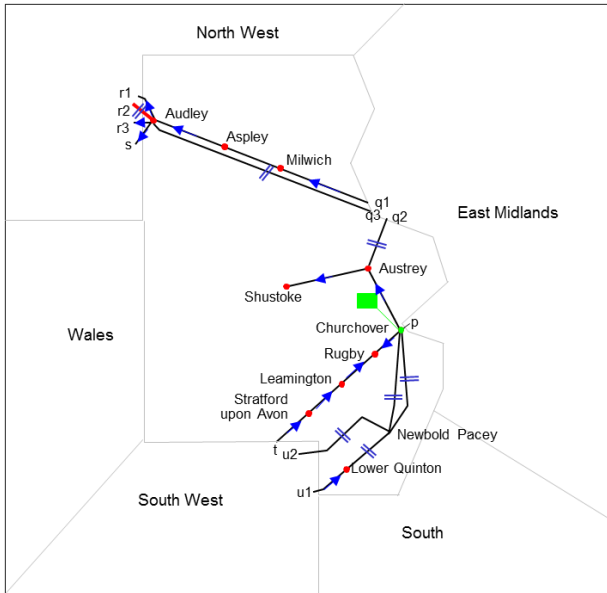 North West
r1
r2
r3
s
Audley
Aspley
Milwich
q1
q3
q2
East Midlands
Austrey
Shustoke
Wales
Churchover
p
Rugby
Leamington
Stratford
upon Avon
t
u2
Newbold Pacey
Lower Quinton
u1
South West
South